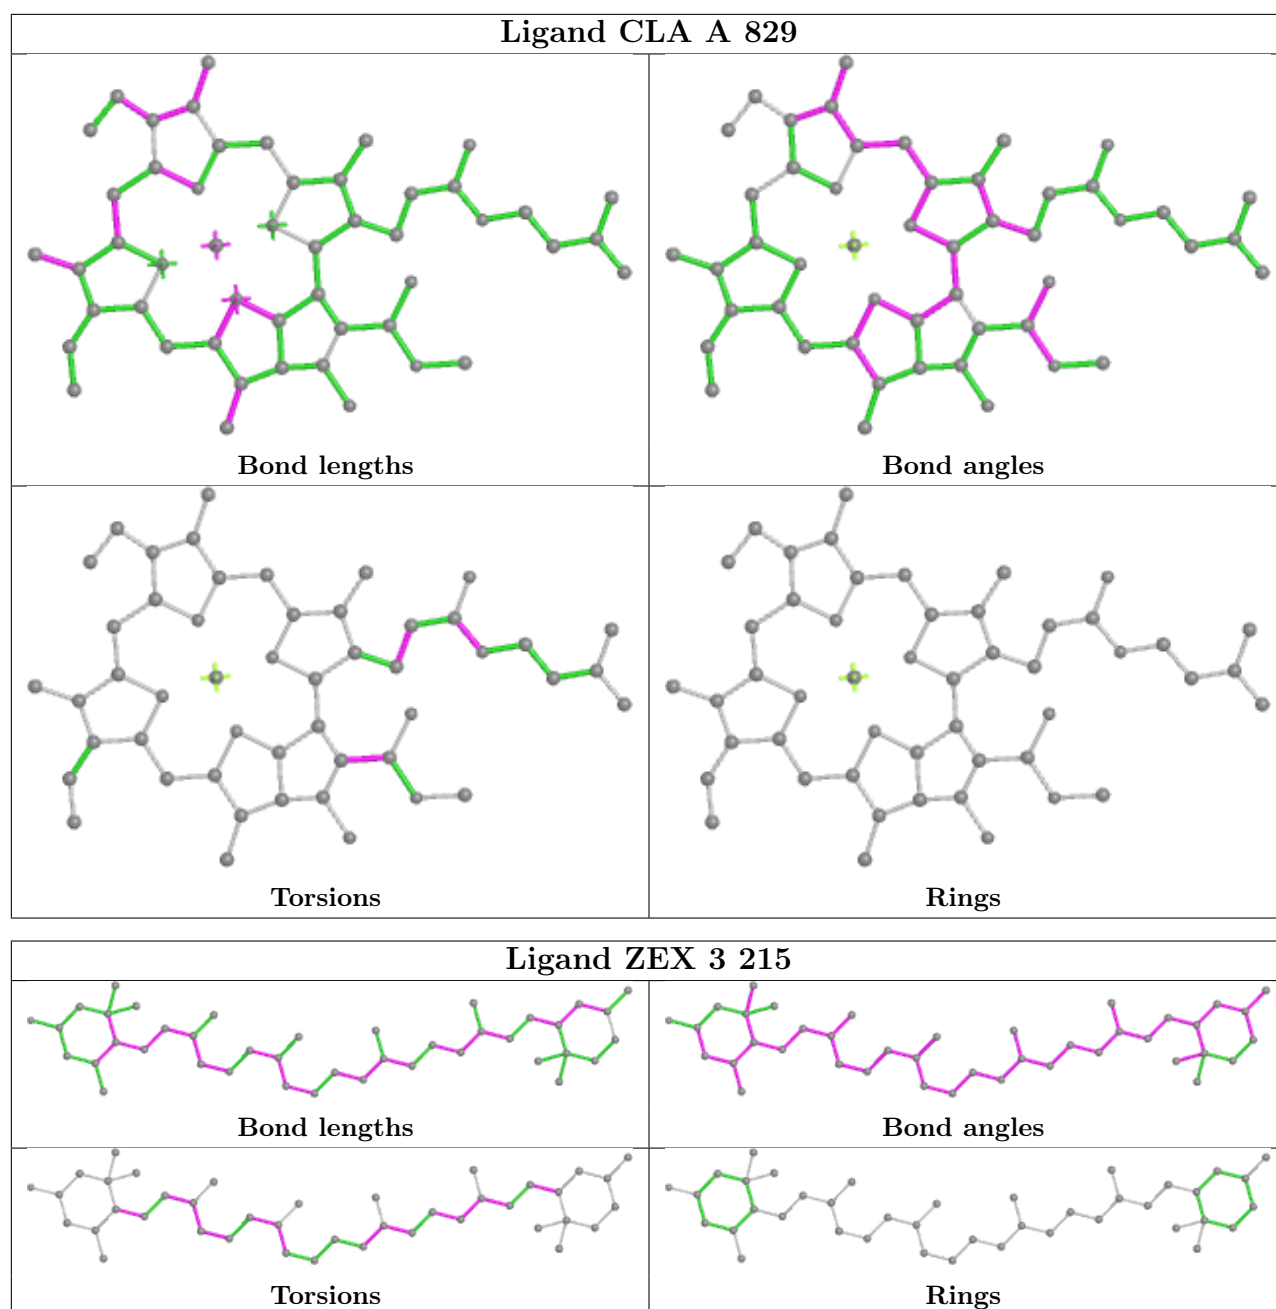 Ligand CLA A 829
Bond lengths
Bond angles
Torsions
Rings
Ligand ZEX 3 215
Bond lengths
Bond angles
Torsions
Rings